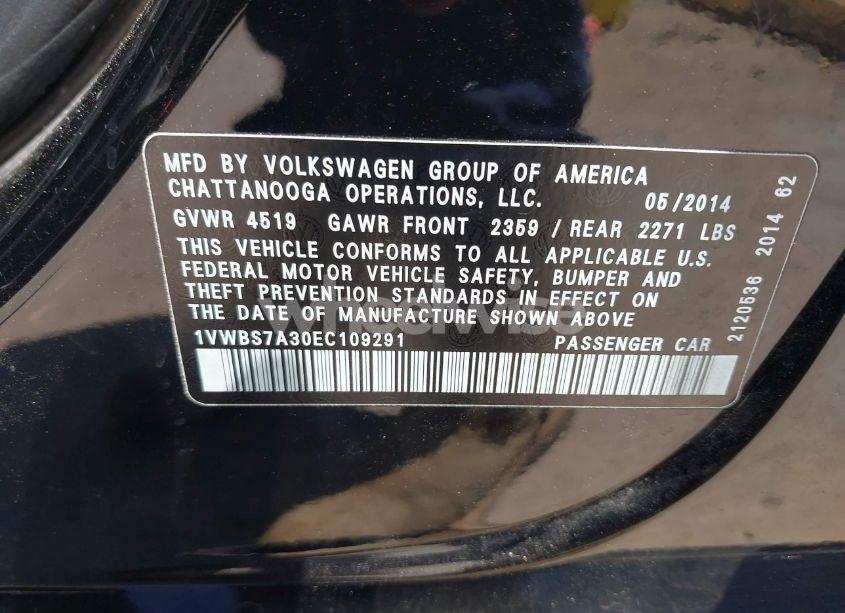 MFD BY VOLKSWAGEN GROUP OF AMERICA
CHATTANOOGA OPERATIONS, LLC. 05/2014
GVWR 4519 GAWR FRONT 2359 / REAR 2271 LBS
THIS VEHICLE CONFORMS TO ALL APPLICABLE U.S.
FEDERAL MOTOR VEHICLE SAFETY, BUMPER AND
THEFT PREVENTION STANDARDS IN EFFECT ON
THE DATE OF MANUFACTURE SHOWN ABOVE
1VWBS7A30EC109291 PASSENGER CAR
2120536 2014 62
wheelwise